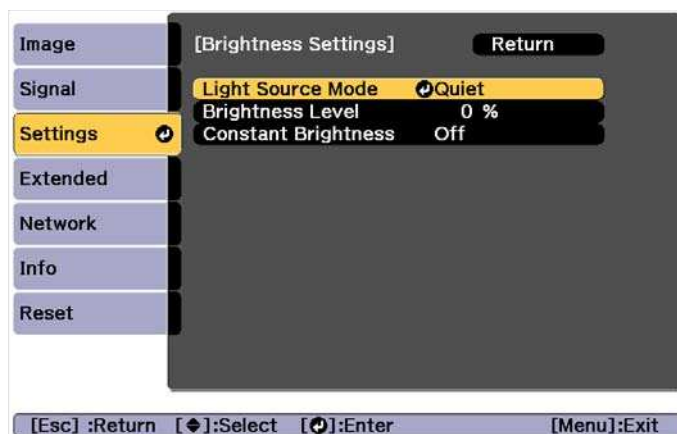 Image
Signal
Settings
Extended
Network
Info
Reset
[Brightness Settings] Return
Light Source Mode Quiet
Brightness Level 0 %
Constant Brightness Off
[Esc] :Return [ ]:Select [ ]:Enter [Menu]:Exit